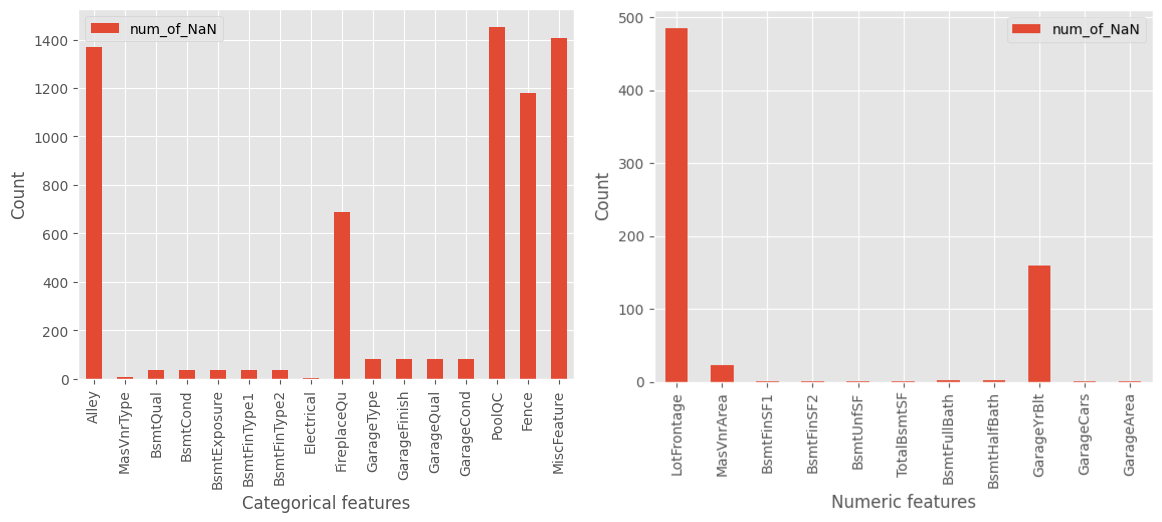 num_of_NaN
1400
1200
1000
800
600
400
200
0
Count
Alley
MasVnrType
BsmtQual
BsmtCond
BsmtExposure
BsmtFinType1
BsmtFinType2
Electrical
FireplaceQu
GarageType
GarageFinish
GarageQual
GarageCond
PoolQC
Fence
MiscFeature
Categorical features
num_of_NaN
500
400
300
200
100
0
Count
LotFrontage
MasVnrArea
BsmtFinSF1
BsmtFinSF2
BsmtUnfSF
TotalBsmtSF
BsmtFullBath
BsmtHalfBath
GarageYrBlt
GarageCars
GarageArea
Numeric features